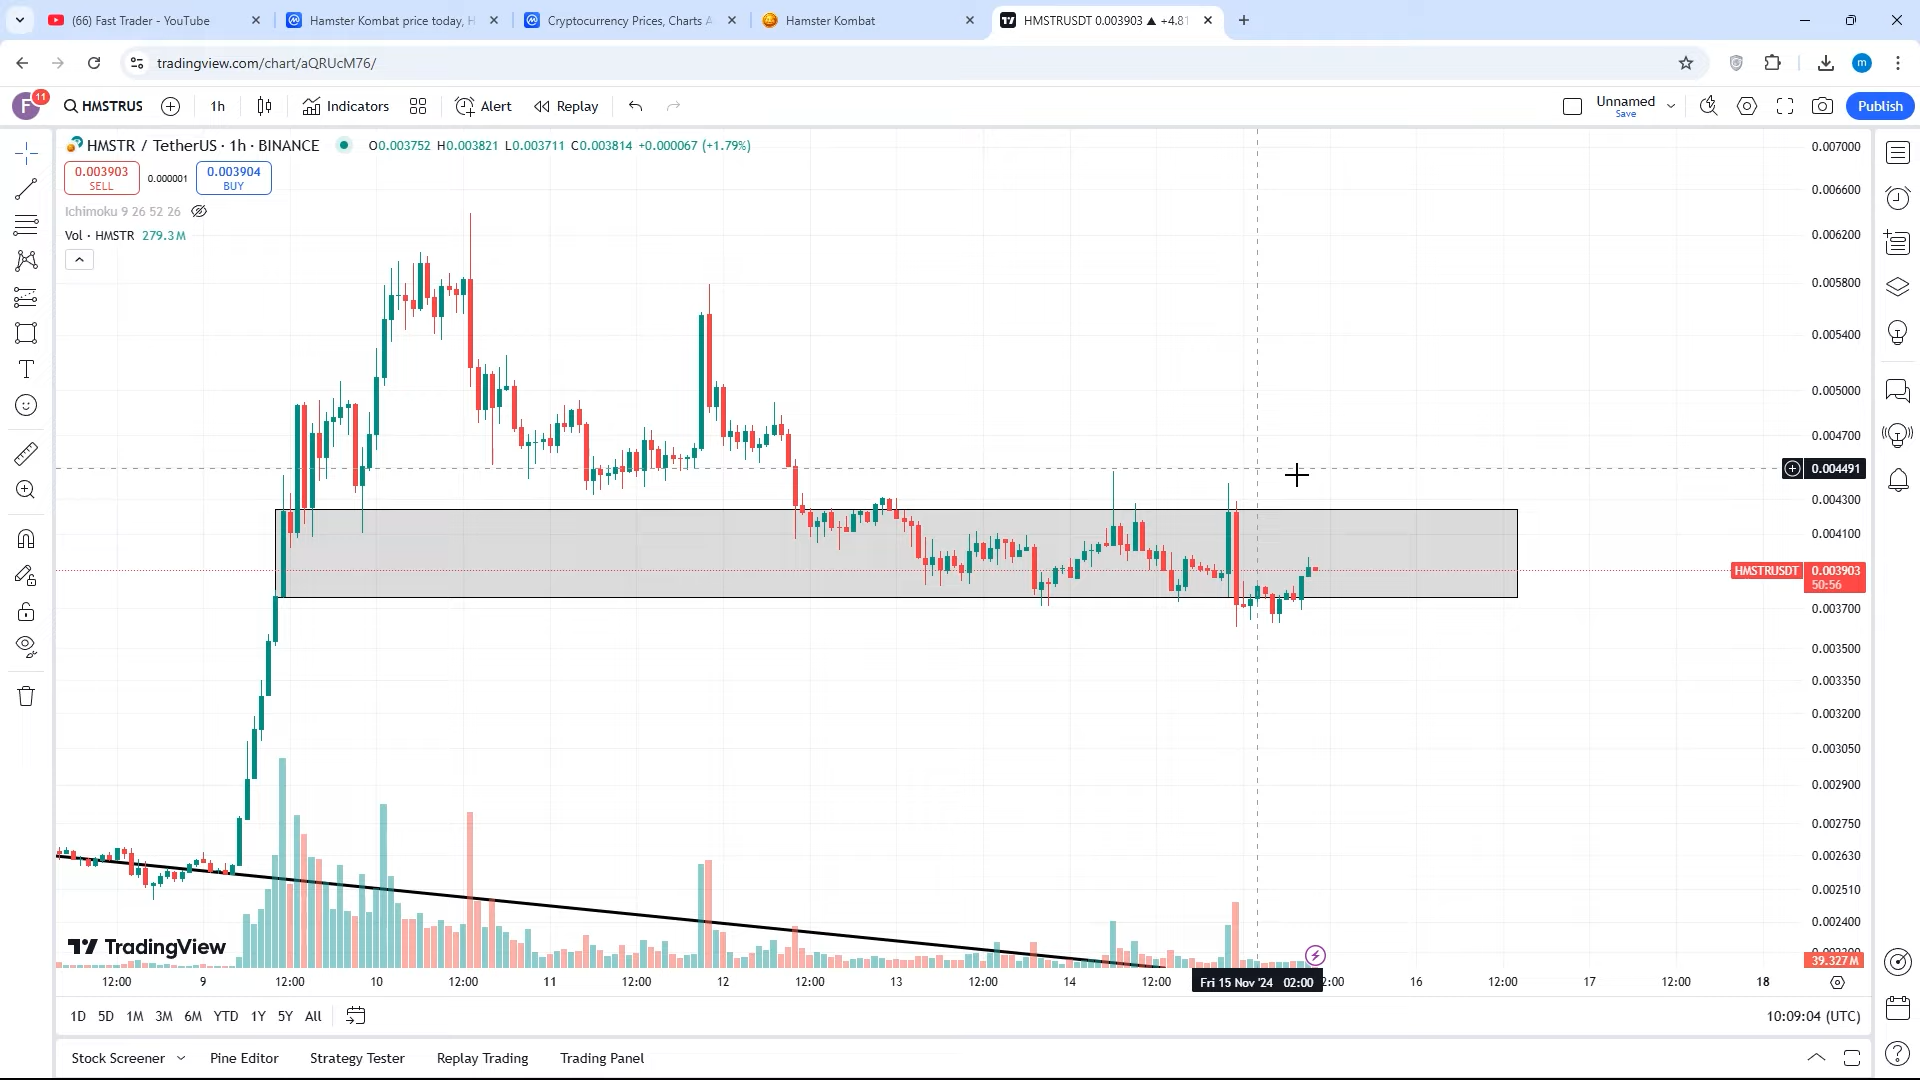 (66) Fast Trader - YouTube
Hamster Kombat price today, H
Cryptocurrency Prices, Charts A
Hamster Kombat
HMSTRUSDT 0.003903 ▲ +4.81
tradingview.com/chart/aQRUcM76/
m
F
11
HMSTRUS
1h
Indicators
Alert
Replay
Unnamed
Save
Publish
HMSTR / TetherUS · 1h · BINANCE
O0.003752 H0.003821 L0.003711 C0.003814 +0.000067 (+1.79%)
0.003903
SELL
0.000001
0.003904
BUY
Ichimoku 9 26 52 26
Vol · HMSTR 279.3 M
0.007000
0.006600
0.006200
0.005800
0.005400
0.005000
0.004700
0.004491
0.004300
0.004100
HMSTRUSDT
0.003903
50:56
0.003700
0.003500
0.003350
0.003200
0.003050
0.002900
0.002750
0.002630
0.002510
0.002400
39.327 M
TradingView
12:00
9
12:00
10
12:00
11
12:00
12
12:00
13
12:00
14
12:00
Fri 15 Nov '24 02:00
2:00
16
12:00
17
12:00
18
1D 5D 1M 3M 6M YTD 1Y 5Y All
10:09:04 (UTC)
Stock Screener
Pine Editor
Strategy Tester
Replay Trading
Trading Panel